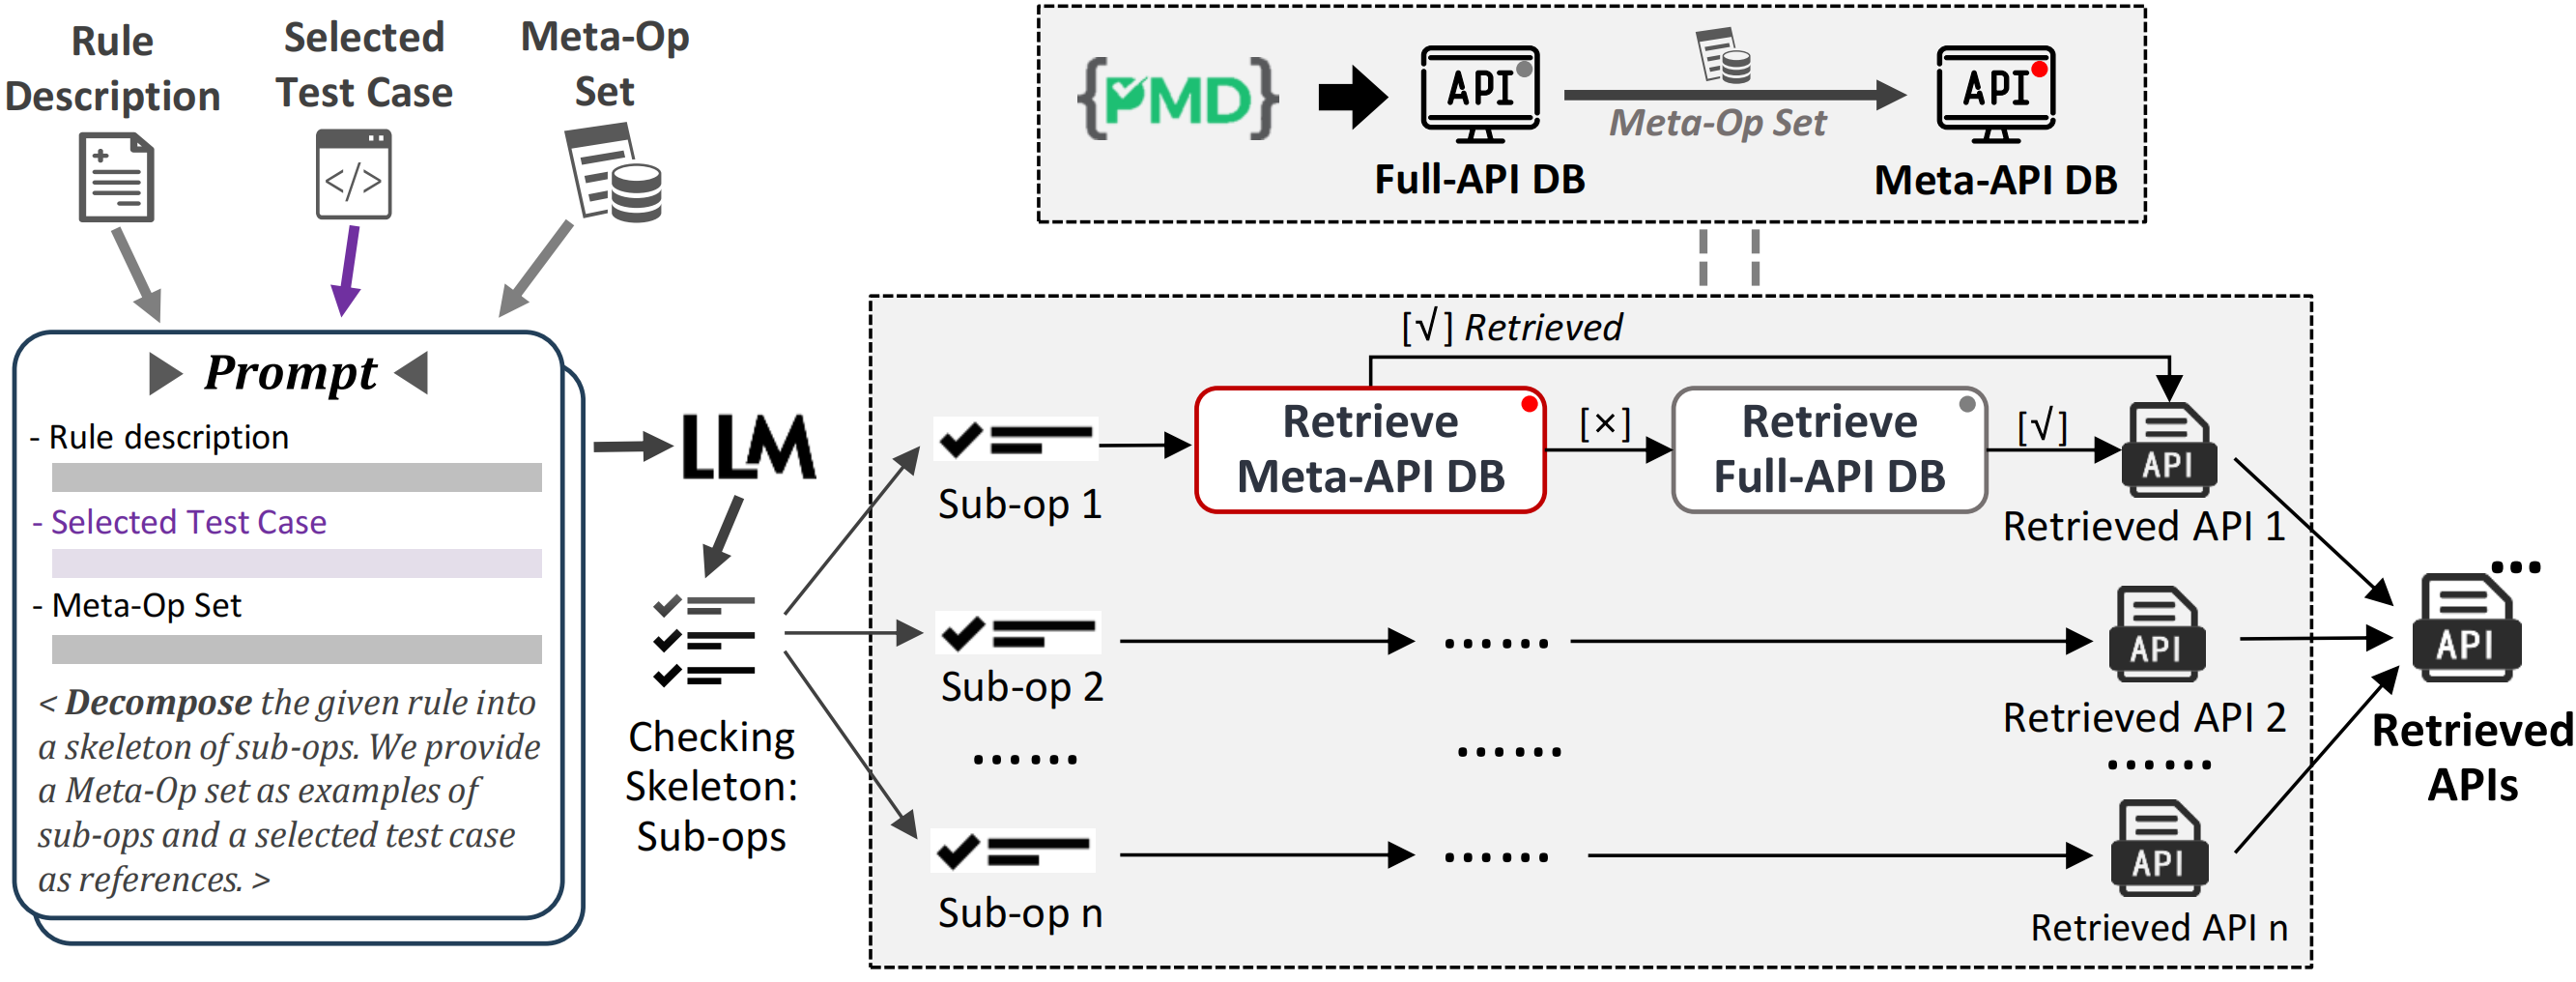 Rule
Description
Selected
Test Case
Meta-Op
Set
</>
{PMD}
API
Meta-Op Set
API
Full-API DB
Meta-API DB
Prompt
- Rule description
- Selected Test Case
- Meta-Op Set
< Decompose the given rule into
a skeleton of sub-ops. We provide
a Meta-Op set as examples of
sub-ops and a selected test case
as references. >
LLM
Checking
Skeleton:
Sub-ops
[√] Retrieved
Sub-op 1
Retrieve
Meta-API DB
[×]
Retrieve
Full-API DB
[√]
API
Retrieved API 1
Sub-op 2
......
API
Retrieved API 2
......
......
......
Sub-op n
......
API
Retrieved API n
...
API
Retrieved
APIs